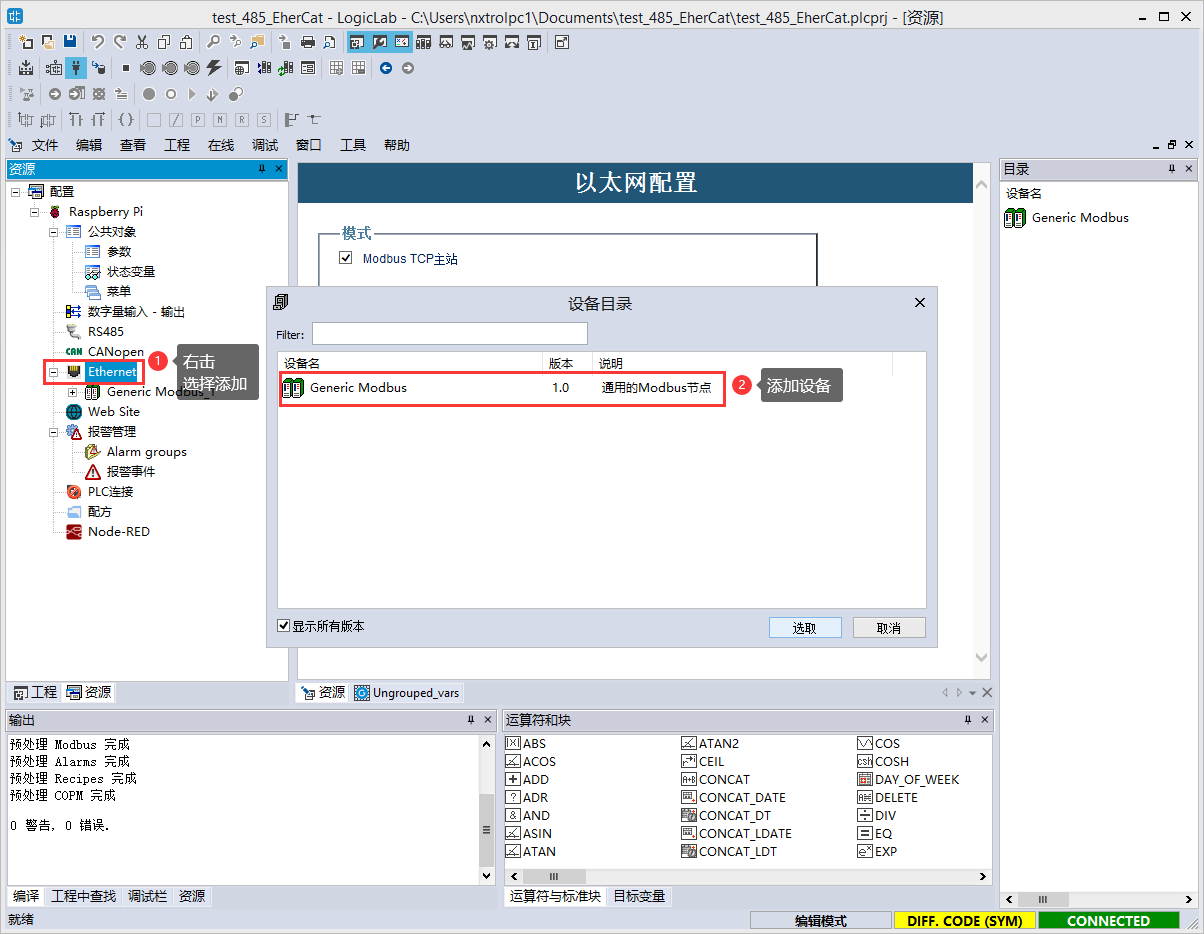 test_485_EherCat - LogicLab - C:\Users\nxtrolpc1\Documents\test_485_EherCat\test_485_EherCat.plcprj - [资源]
文件 编辑 查看 工程 在线 调试 窗口 工具 帮助
资源
配置
Raspberry Pi
公共对象
参数
状态变量
菜单
数字量输入 - 输出
RS485
CAN CANopen
Ethernet
Generic Modbus_1
Web Site
报警管理
Alarm groups
报警事件
PLC连接
配方
Node-RED
1
右击
选择添加
工程 资源
以太网配置
模式
Modbus TCP主站
设备目录
Filter:
设备名 版本 说明
Generic Modbus 1.0 通用的Modbus节点
2
添加设备
显示所有版本
选取 取消
资源 Ungrouped_vars
目录
设备名
Generic Modbus
输出
预处理 Modbus 完成
预处理 Alarms 完成
预处理 Recipes 完成
预处理 COPM 完成
0 警告, 0 错误.
编译 工程中查找 调试栏 资源
运算符和块
ABS ATAN2 COS
ACOS CEIL COSH
ADD CONCAT DAY_OF_WEEK
ADR CONCAT_DATE DELETE
AND CONCAT_DT DIV
ASIN CONCAT_LDATE EQ
ATAN CONCAT_LDT EXP
运算符与标准块 目标变量
就绪 编辑模式 DIFF. CODE (SYM) CONNECTED